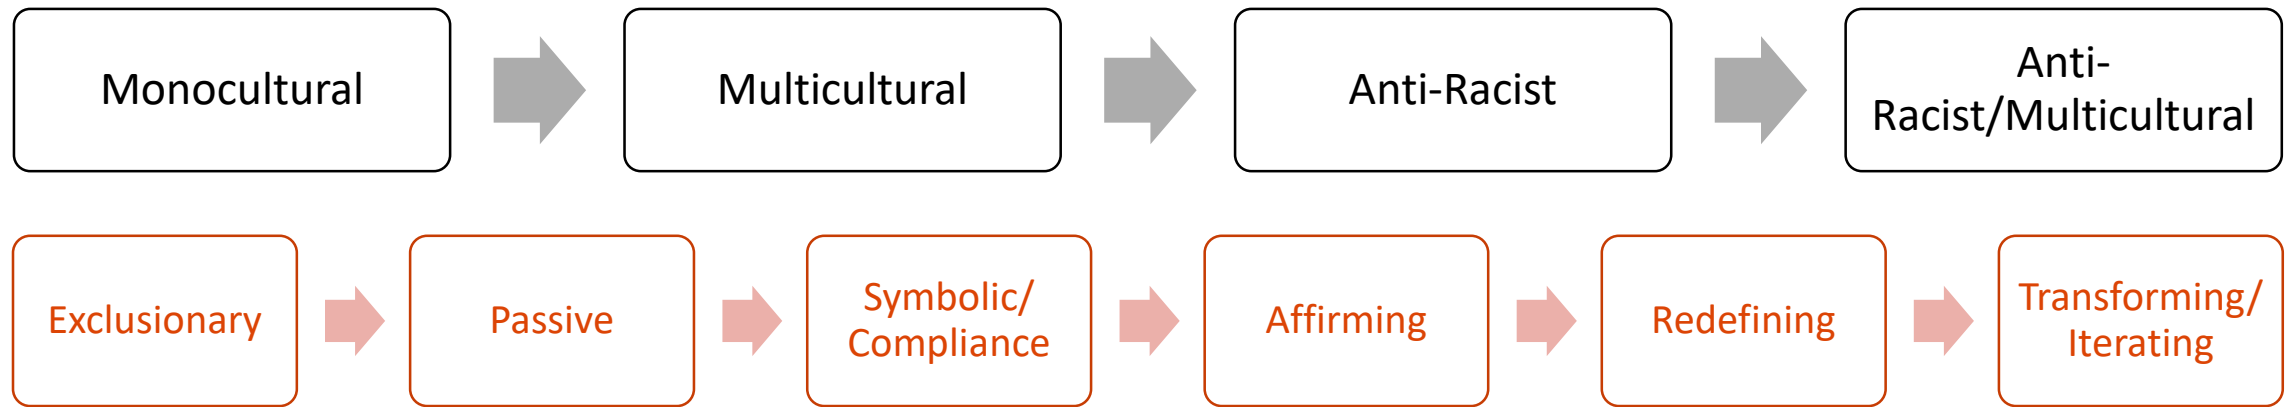 Monocultural
Multicultural
Anti-Racist
Anti-
Racist/Multicultural
Exclusionary
Passive
Symbolic/
Compliance
Affirming
Redefining
Transforming/
Iterating